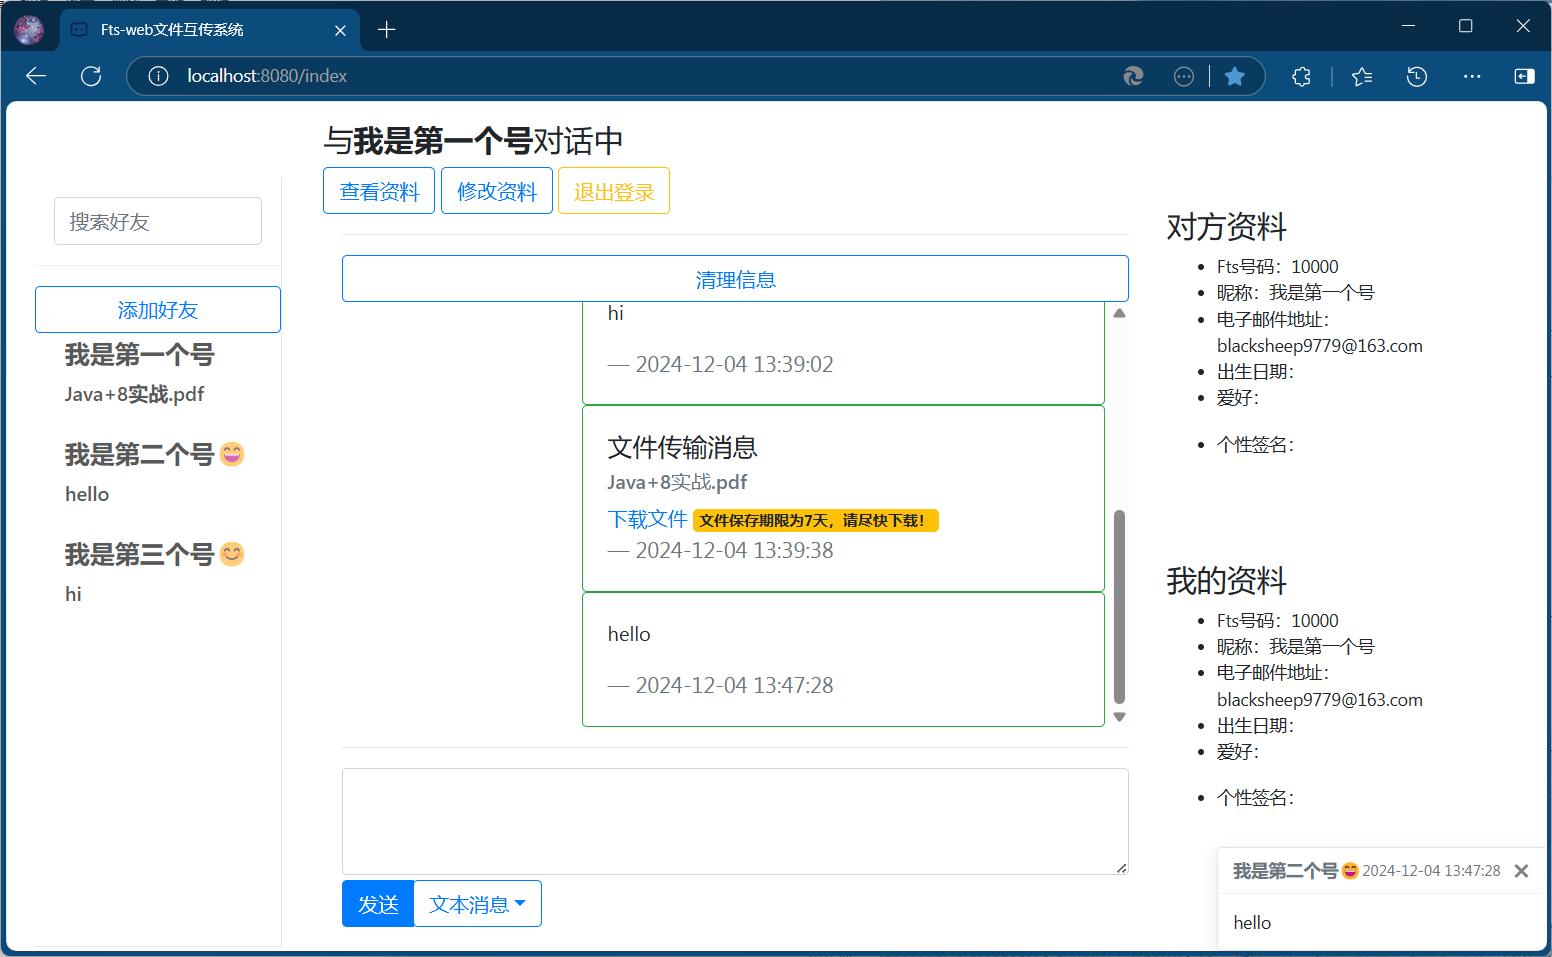 Fts-web文件互传系统
localhost:8080/index
与我是第一个号对话中
查看资料
修改资料
退出登录
搜索好友
添加好友
我是第一个号
Java+8实战.pdf
我是第二个号😄
hello
我是第三个号😊
hi
清理信息
hi
— 2024-12-04 13:39:02
文件传输消息
Java+8实战.pdf
下载文件 文件保存期限为7天，请尽快下载！
— 2024-12-04 13:39:38
hello
— 2024-12-04 13:47:28
发送
文本消息
对方资料
Fts号码：10000
昵称：我是第一个号
电子邮件地址：
blacksheep9779@163.com
出生日期：
爱好：
个性签名：
我的资料
Fts号码：10000
昵称：我是第一个号
电子邮件地址：
blacksheep9779@163.com
出生日期：
爱好：
个性签名：
我是第二个号😄 2024-12-04 13:47:28
hello